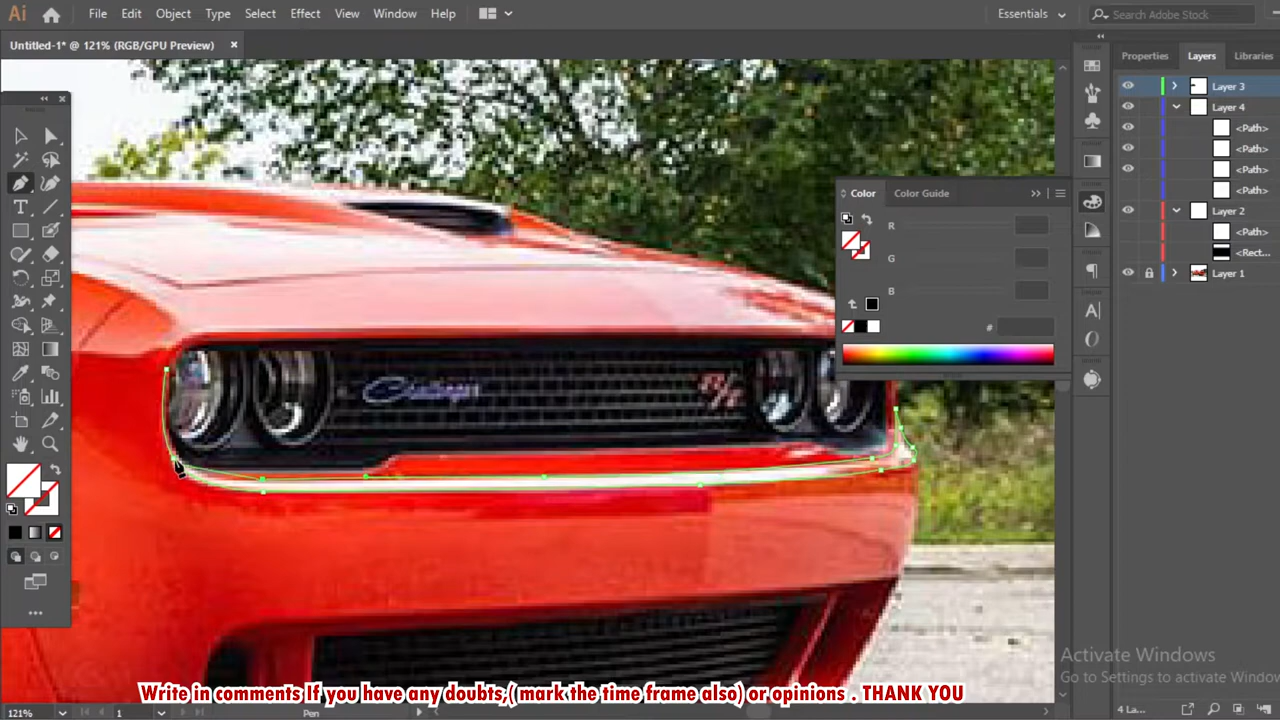 Ai File Edit Object Type Select Effect View Window Help Essentials Search Adobe Stock
Untitled-1* @ 121% (RGB/GPU Preview) ×
Properties Layers Libraries
Layer 3
Layer 4
<Path>
<Path>
<Path>
<Path>
Layer 2
<Path>
<Rect...
Layer 1
Color Color Guide
R
G
B
#
Challenger R/T
Activate Windows
Go to Settings to activate Window
Write in comments If you have any doubts,( mark the time frame also) or opinions . THANK YOU
121% 1 Pen 4 La...